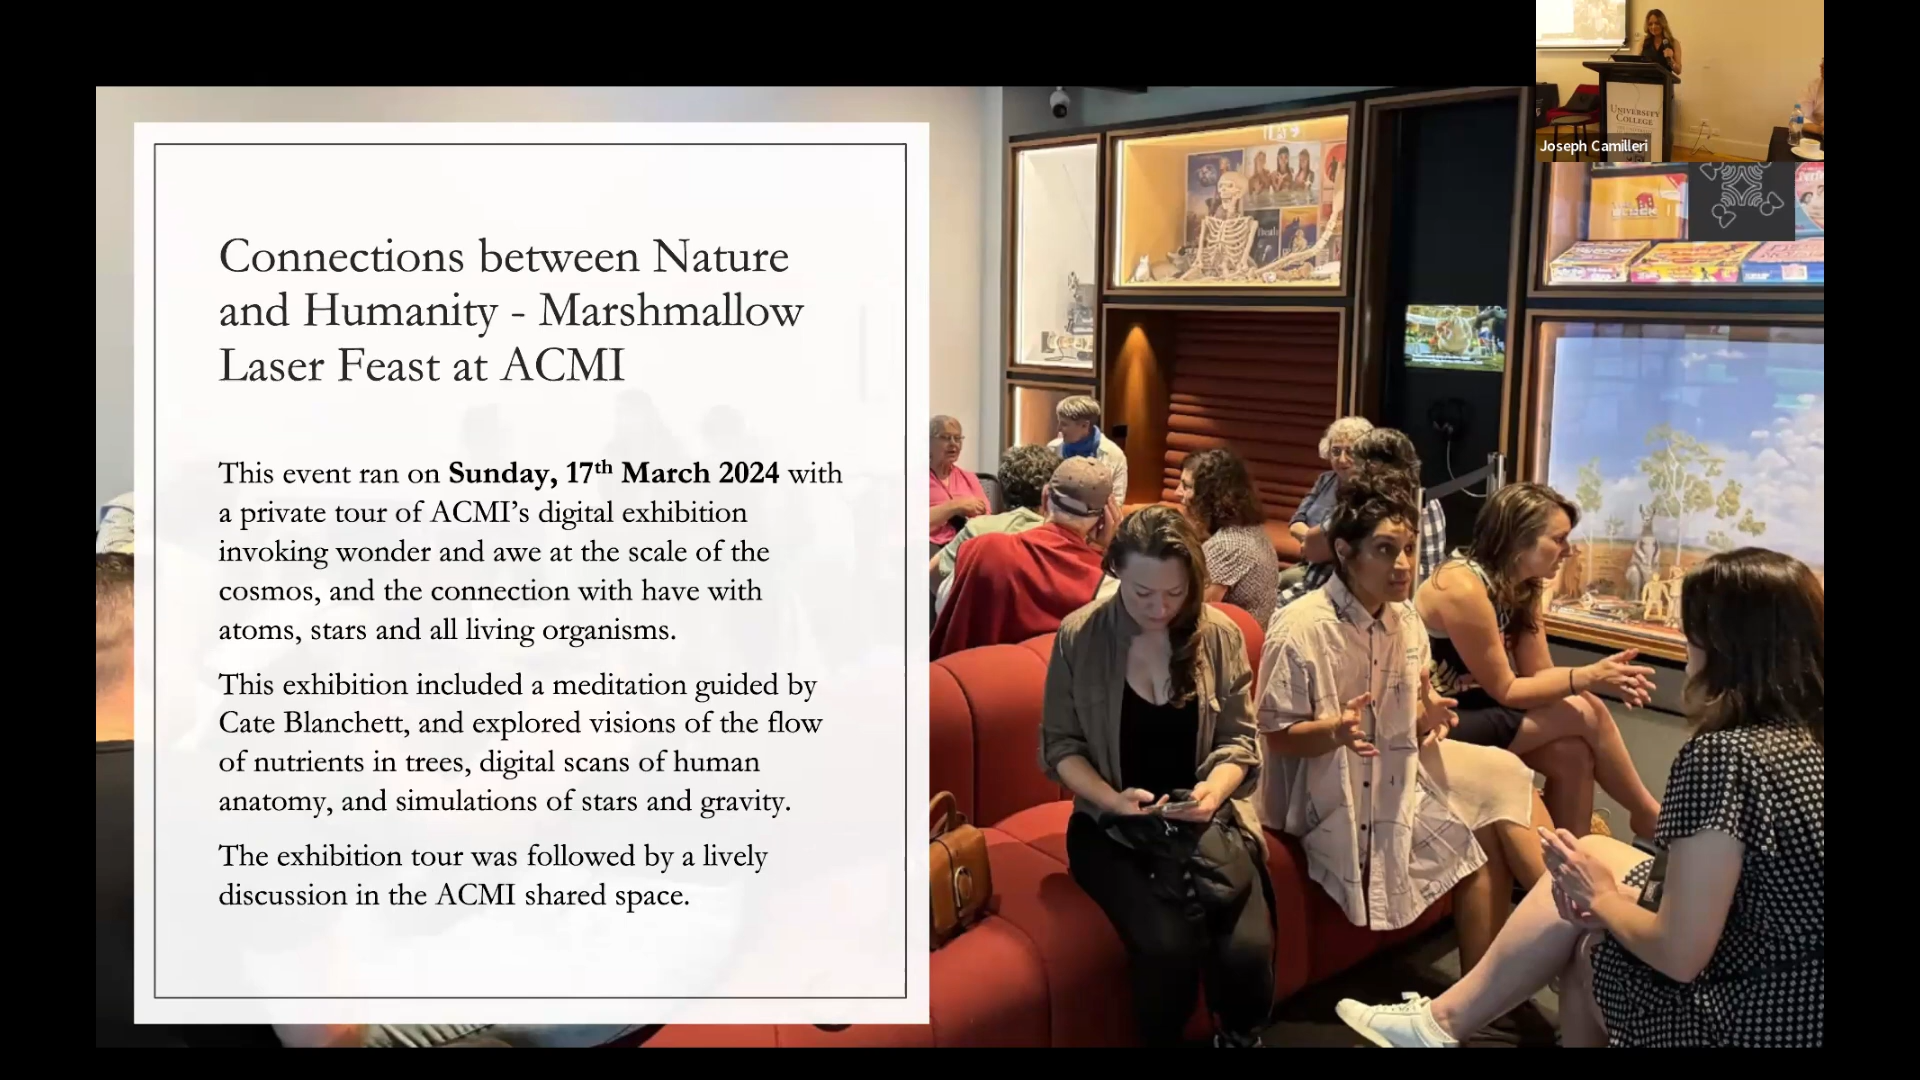 Connections between Nature
and Humanity - Marshmallow
Laser Feast at ACMI
This event ran on Sunday, 17th March 2024 with
a private tour of ACMI's digital exhibition
invoking wonder and awe at the scale of the
cosmos, and the connection with have with
atoms, stars and all living organisms.
This exhibition included a meditation guided by
Cate Blanchett, and explored visions of the flow
of nutrients in trees, digital scans of human
anatomy, and simulations of stars and gravity.
The exhibition tour was followed by a lively
discussion in the ACMI shared space.
UNIVERSITY
COLLEGE
Joseph Camilleri